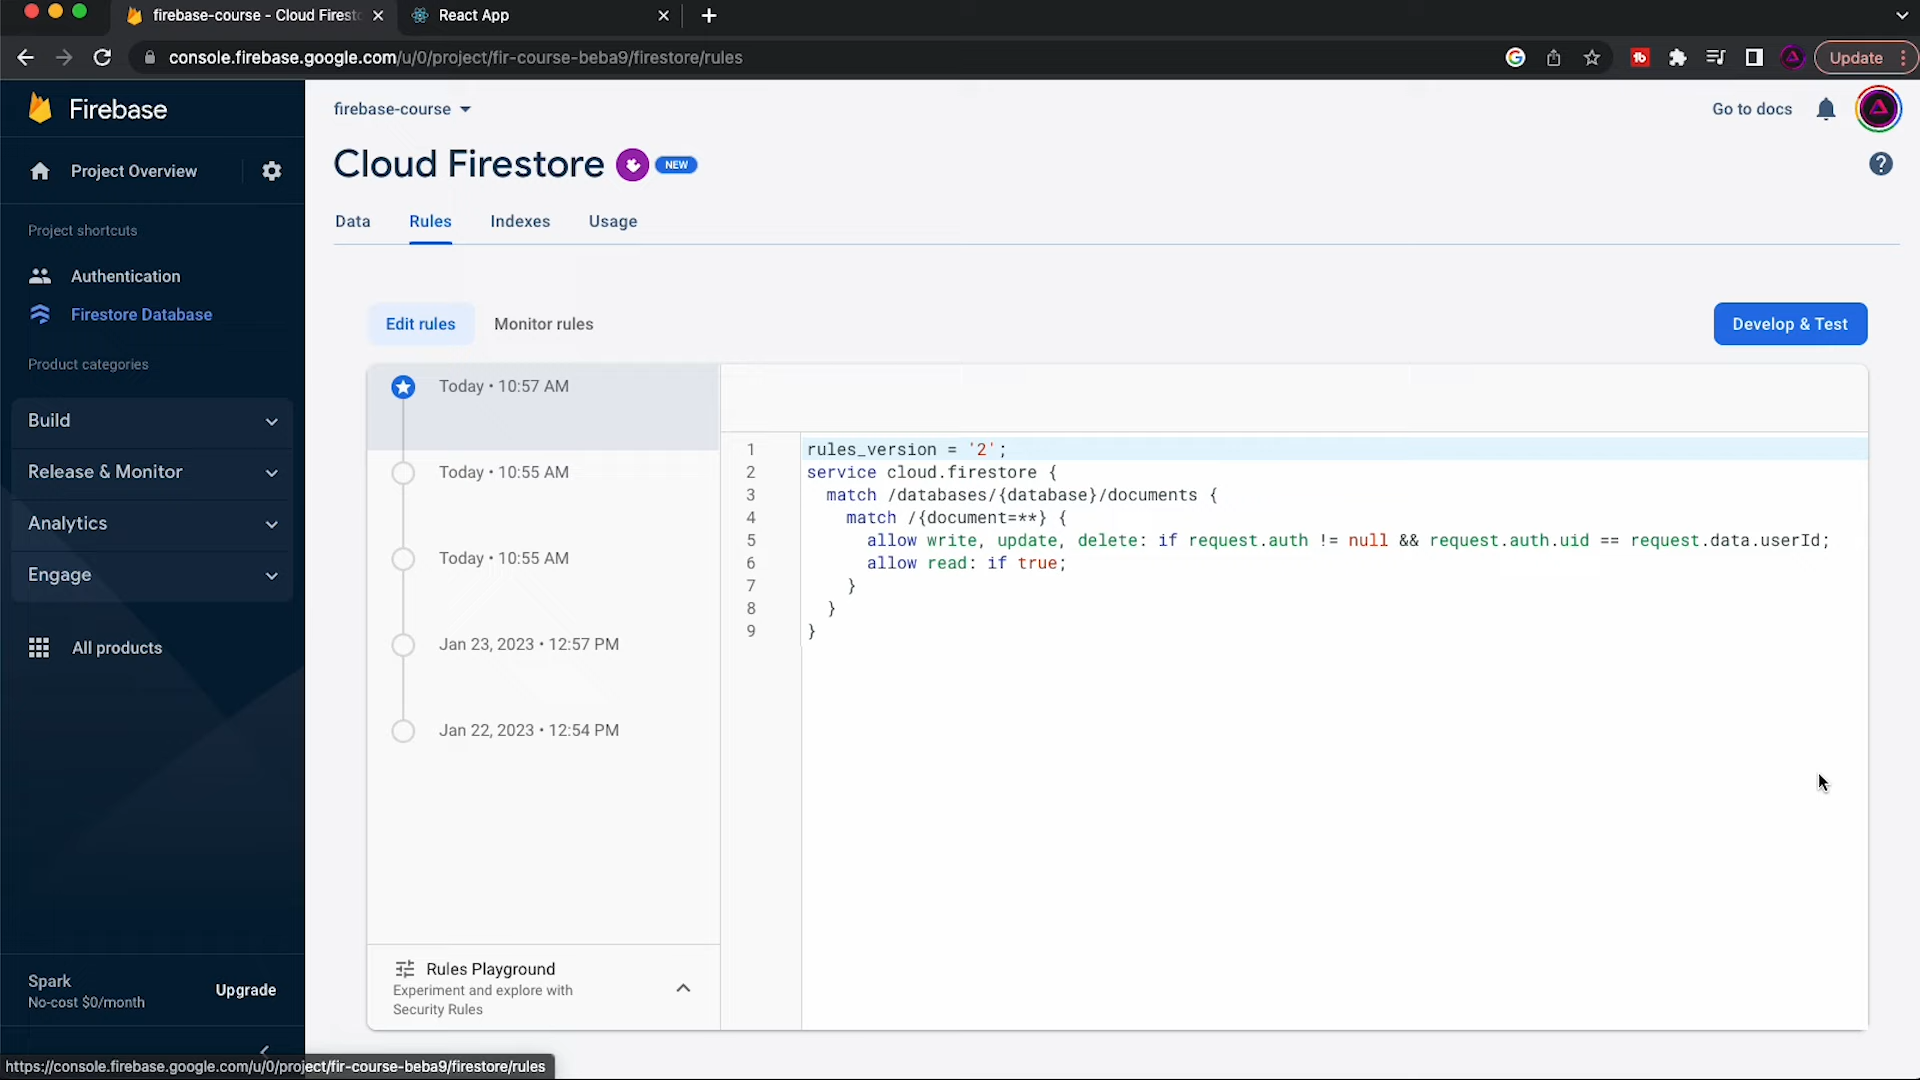 firebase-course - Cloud Firesto
React App
console.firebase.google.com/u/0/project/fir-course-beba9/firestore/rules
Update
Firebase
firebase-course
Go to docs
Project Overview
Cloud Firestore
NEW
Data
Rules
Indexes
Usage
Project shortcuts
Authentication
Firestore Database
Product categories
Build
Release & Monitor
Analytics
Engage
All products
Edit rules
Monitor rules
Develop & Test
Today • 10:57 AM
Today • 10:55 AM
Today • 10:55 AM
Jan 23, 2023 • 12:57 PM
Jan 22, 2023 • 12:54 PM
1 rules_version = '2';
2 service cloud.firestore {
3 match /databases/{database}/documents {
4 match /{document=**} {
5 allow write, update, delete: if request.auth != null && request.auth.uid == request.data.userId;
6 allow read: if true;
7 }
8 }
9 }
Rules Playground
Experiment and explore with
Security Rules
Spark
No-cost $0/month
Upgrade
https://console.firebase.google.com/u/0/project/fir-course-beba9/firestore/rules